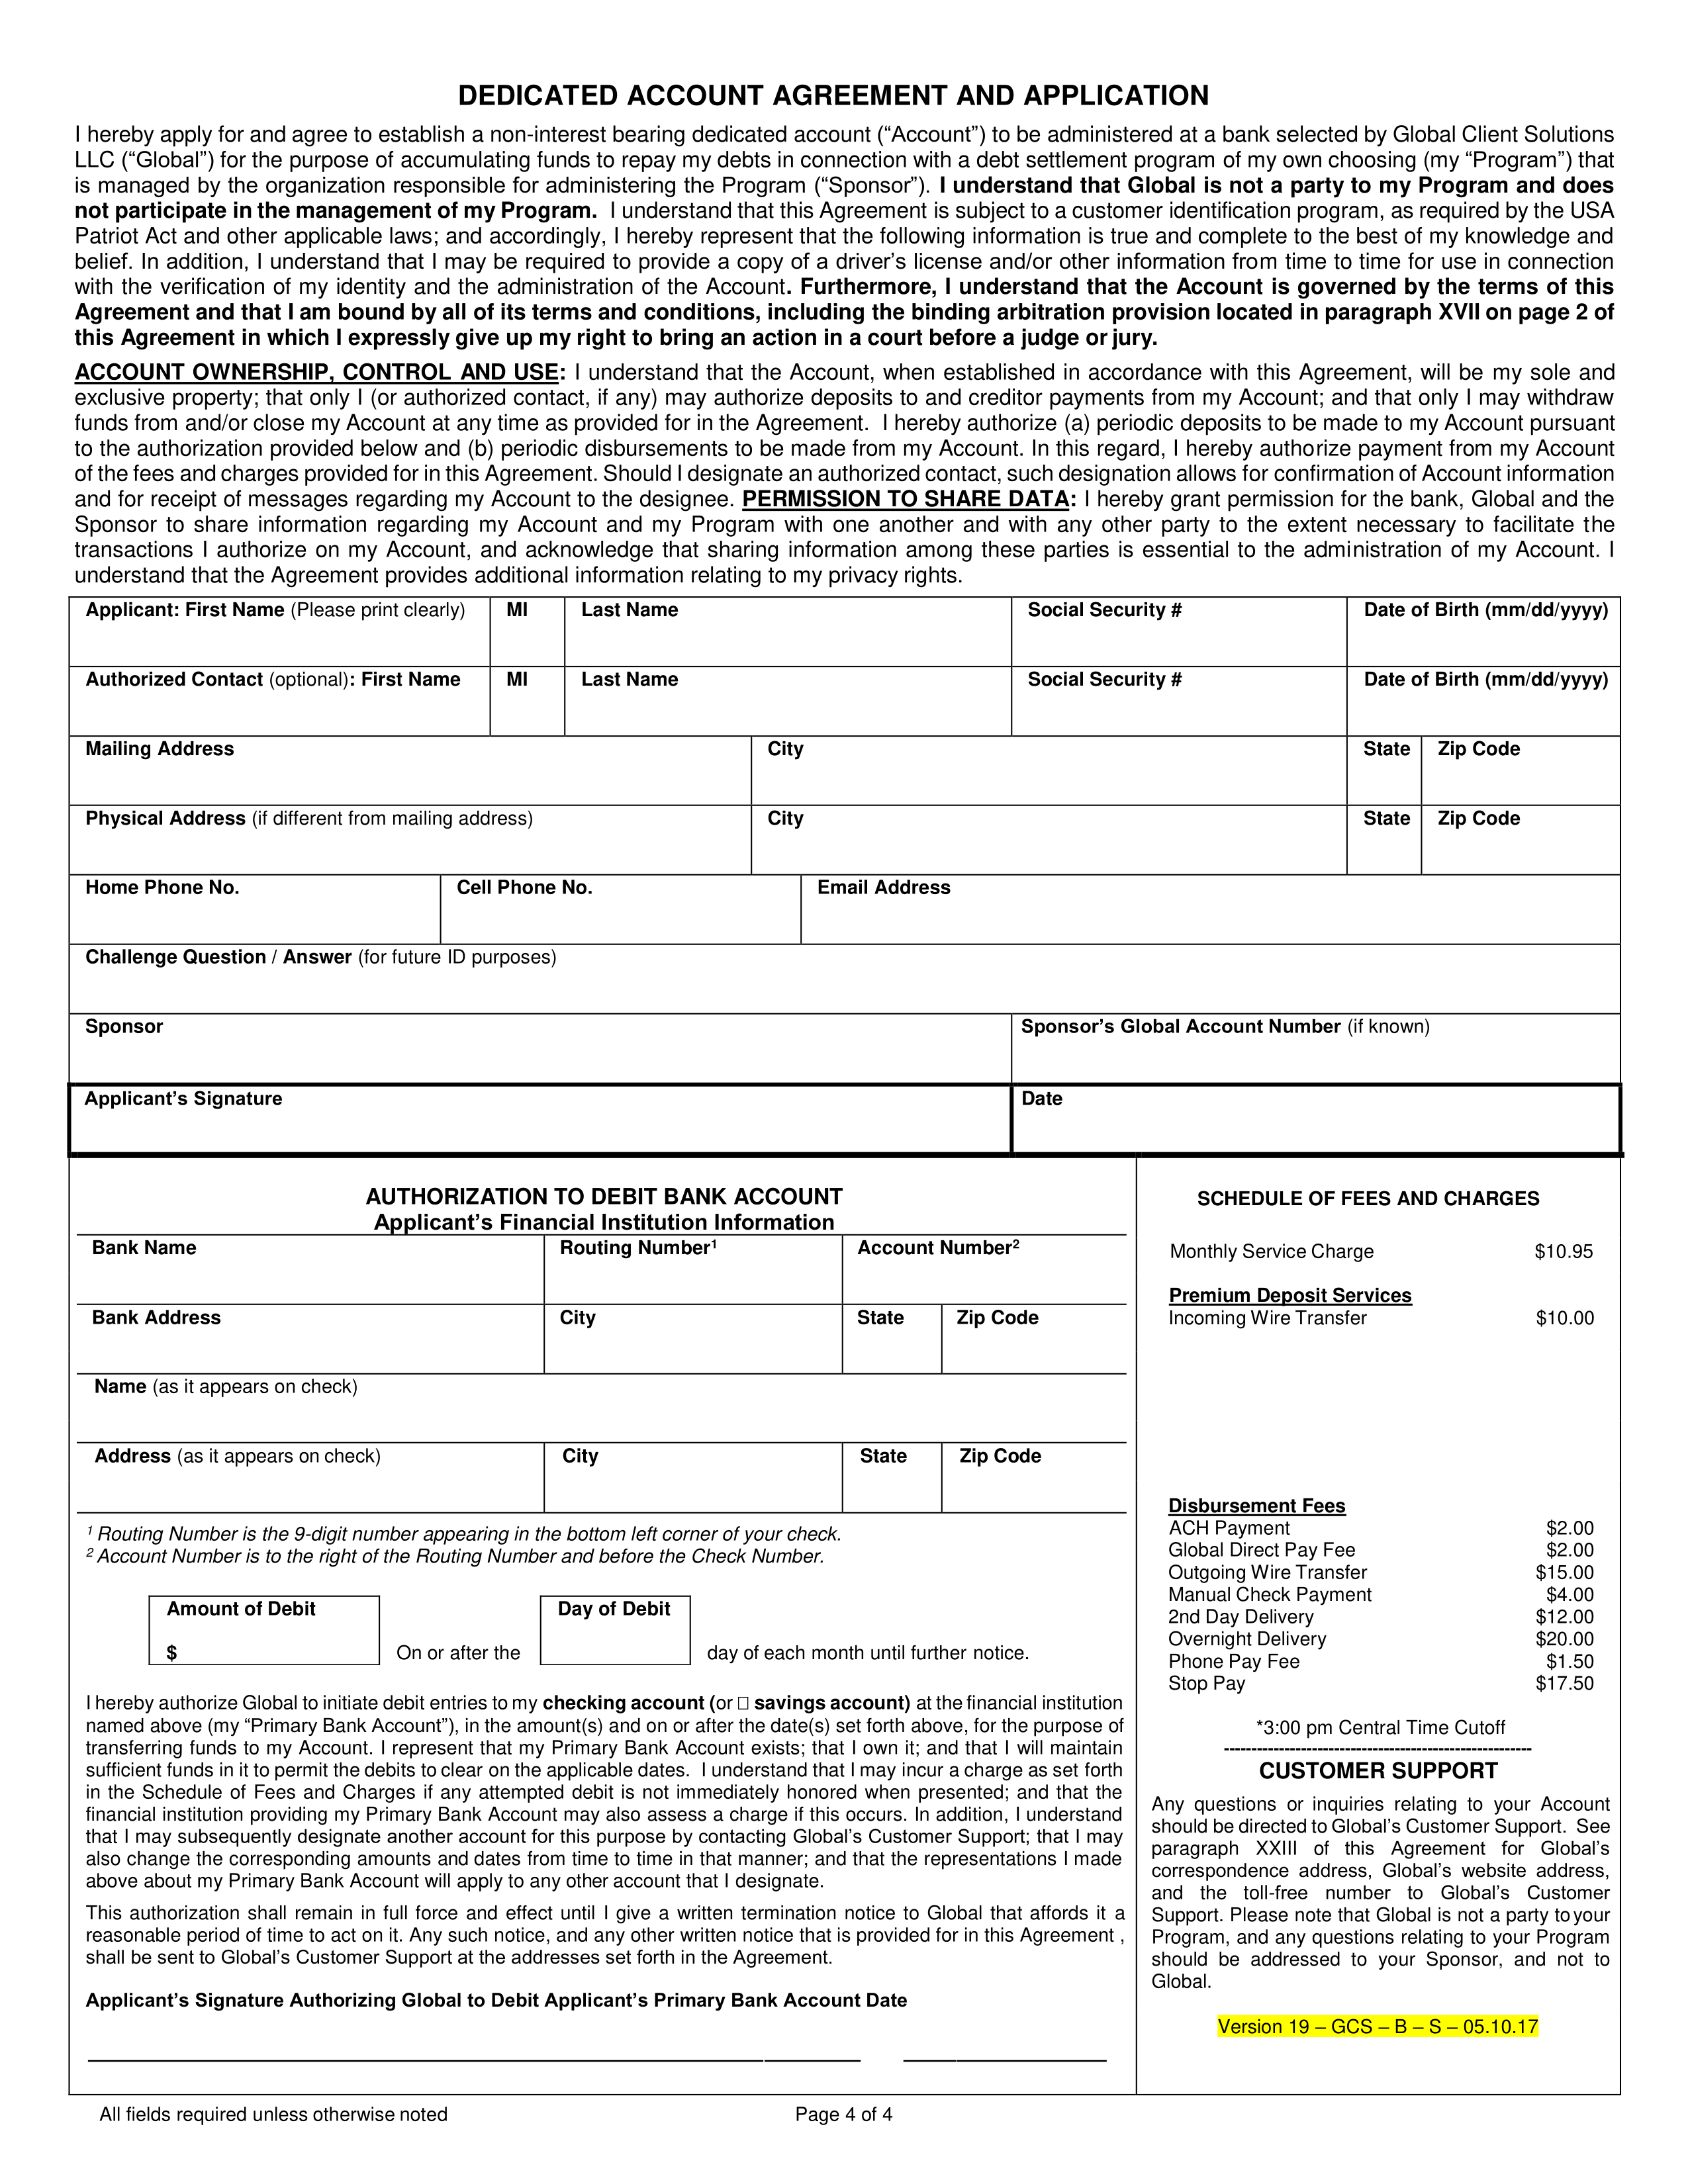 DEDICATED ACCOUNT AGREEMENT AND APPLICATION
I hereby apply for and agree to establish a non-interest bearing dedicated account (“Account”) to be administered at a bank selected by Global Client Solutions
LLC (“Global”) for the purpose of accumulating funds to repay my debts in connection with a debt settlement program of my own choosing (my “Program”) that
is managed by the organization responsible for administering the Program (“Sponsor”). I understand that Global is not a party to my Program and does
not participate in the management of my Program. I understand that this Agreement is subject to a customer identification program, as required by the USA
Patriot Act and other applicable laws; and accordingly, I hereby represent that the following information is true and complete to the best of my knowledge and
belief. In addition, I understand that I may be required to provide a copy of a driver’s license and/or other information from time to time for use in connection
with the verification of my identity and the administration of the Account. Furthermore, I understand that the Account is governed by the terms of this
Agreement and that I am bound by all of its terms and conditions, including the binding arbitration provision located in paragraph XVII on page 2 of
this Agreement in which I expressly give up my right to bring an action in a court before a judge or jury.
ACCOUNT OWNERSHIP, CONTROL AND USE: I understand that the Account, when established in accordance with this Agreement, will be my sole and
exclusive property; that only I (or authorized contact, if any) may authorize deposits to and creditor payments from my Account; and that only I may withdraw
funds from and/or close my Account at any time as provided for in the Agreement. I hereby authorize (a) periodic deposits to be made to my Account pursuant
to the authorization provided below and (b) periodic disbursements to be made from my Account. In this regard, I hereby authorize payment from my Account
of the fees and charges provided for in this Agreement. Should I designate an authorized contact, such designation allows for confirmation of Account information
and for receipt of messages regarding my Account to the designee. PERMISSION TO SHARE DATA: I hereby grant permission for the bank, Global and the
Sponsor to share information regarding my Account and my Program with one another and with any other party to the extent necessary to facilitate the
transactions I authorize on my Account, and acknowledge that sharing information among these parties is essential to the administration of my Account. I
understand that the Agreement provides additional information relating to my privacy rights.
Applicant: First Name (Please print clearly) MI Last Name Social Security # Date of Birth (mm/dd/yyyy)
Authorized Contact (optional): First Name MI Last Name Social Security # Date of Birth (mm/dd/yyyy)
Mailing Address City State Zip Code
Physical Address (if different from mailing address) City State Zip Code
Home Phone No. Cell Phone No. Email Address
Challenge Question / Answer (for future ID purposes)
Sponsor Sponsor’s Global Account Number (if known)
Applicant’s Signature Date
AUTHORIZATION TO DEBIT BANK ACCOUNT
Applicant’s Financial Institution Information
Bank Name Routing Number¹ Account Number²
Bank Address City State Zip Code
Name (as it appears on check)
Address (as it appears on check) City State Zip Code
¹ Routing Number is the 9-digit number appearing in the bottom left corner of your check.
² Account Number is to the right of the Routing Number and before the Check Number.
Amount of Debit Day of Debit
$ On or after the day of each month until further notice.
I hereby authorize Global to initiate debit entries to my checking account (or □ savings account) at the financial institution
named above (my “Primary Bank Account”), in the amount(s) and on or after the date(s) set forth above, for the purpose of
transferring funds to my Account. I represent that my Primary Bank Account exists; that I own it; and that I will maintain
sufficient funds in it to permit the debits to clear on the applicable dates. I understand that I may incur a charge as set forth
in the Schedule of Fees and Charges if any attempted debit is not immediately honored when presented; and that the
financial institution providing my Primary Bank Account may also assess a charge if this occurs. In addition, I understand
that I may subsequently designate another account for this purpose by contacting Global’s Customer Support; that I may
also change the corresponding amounts and dates from time to time in that manner; and that the representations I made
above about my Primary Bank Account will apply to any other account that I designate.
This authorization shall remain in full force and effect until I give a written termination notice to Global that affords it a
reasonable period of time to act on it. Any such notice, and any other written notice that is provided for in this Agreement ,
shall be sent to Global’s Customer Support at the addresses set forth in the Agreement.
Applicant’s Signature Authorizing Global to Debit Applicant’s Primary Bank Account Date
SCHEDULE OF FEES AND CHARGES
Monthly Service Charge $10.95
Premium Deposit Services
Incoming Wire Transfer $10.00
Disbursement Fees
ACH Payment $2.00
Global Direct Pay Fee $2.00
Outgoing Wire Transfer $15.00
Manual Check Payment $4.00
2nd Day Delivery $12.00
Overnight Delivery $20.00
Phone Pay Fee $1.50
Stop Pay $17.50
*3:00 pm Central Time Cutoff
--------------------------------------------------------
CUSTOMER SUPPORT
Any questions or inquiries relating to your Account
should be directed to Global’s Customer Support. See
paragraph XXIII of this Agreement for Global’s
correspondence address, Global’s website address,
and the toll-free number to Global’s Customer
Support. Please note that Global is not a party to your
Program, and any questions relating to your Program
should be addressed to your Sponsor, and not to
Global.
Version 19 – GCS – B – S – 05.10.17
All fields required unless otherwise noted Page 4 of 4